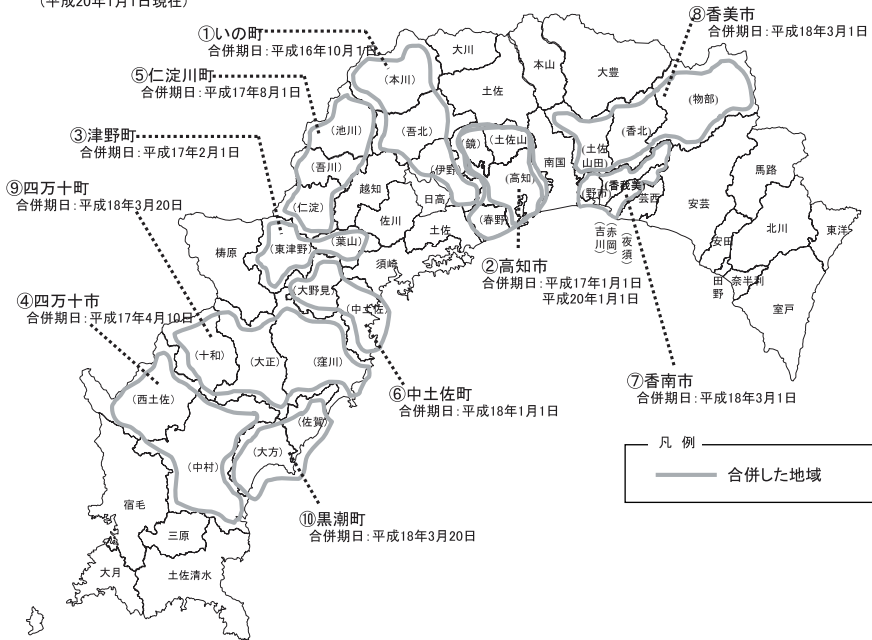 （平成20年1月1日現在）
①いの町
合併期日：平成16年10月1日
⑤仁淀川町
合併期日：平成17年8月1日
③津野町
合併期日：平成17年2月1日
⑨四万十町
合併期日：平成18年3月20日
④四万十市
合併期日：平成17年4月10日
⑧香美市
合併期日：平成18年3月1日
②高知市
合併期日：平成17年1月1日
平成20年1月1日
⑦香南市
合併期日：平成18年3月1日
⑥中土佐町
合併期日：平成18年1月1日
⑩黒潮町
合併期日：平成18年3月20日
凡 例
合併した地域
（本川）
大川
本山
大豊
土佐
（物部）
（池川）
（吾北）
（鏡）
（土佐山）
（香北）
（土佐
山田）
南国
（吾川）
（伊野）
（高知）
（野市）
（香我美）
芸西
馬路
越知
日高
（仁淀）
佐川
（春野）
土佐
（赤岡）
（吉川）
（夜須）
安芸
北川
東洋
安田
田野
奈半利
室戸
梼原
（東津野）
（葉山）
須崎
（大野見）
（中土佐）
（十和）
（大正）
（窪川）
（西土佐）
（佐賀）
（大方）
（中村）
宿毛
三原
大月
土佐清水